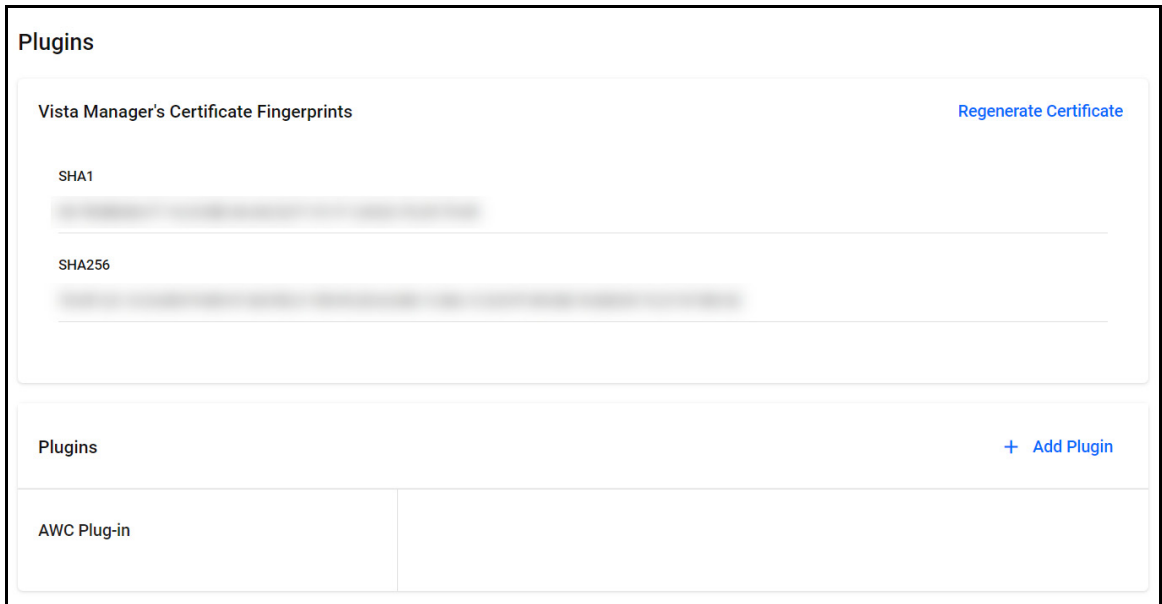 Plugins
Vista Manager's Certificate Fingerprints
Regenerate Certificate
SHA1
SHA256
Plugins
+ Add Plugin
AWC Plug-in